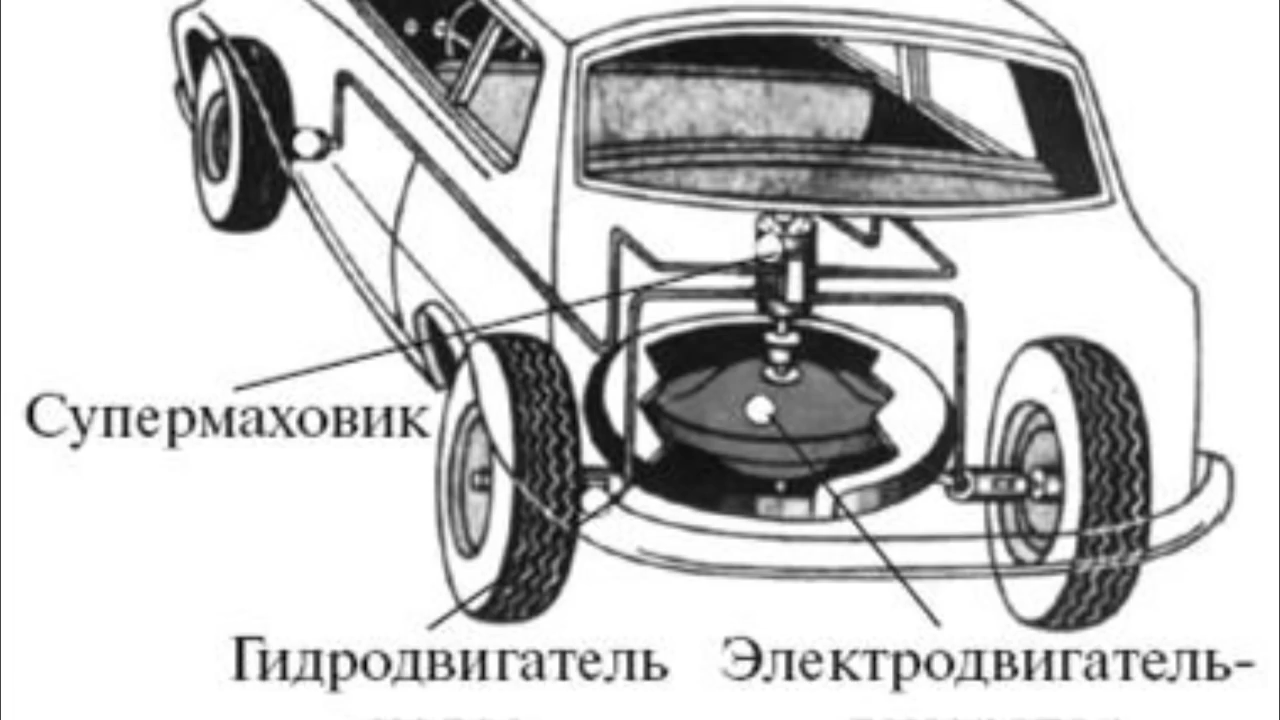 Супермаховик
Гидродвигатель
Электродвигатель-